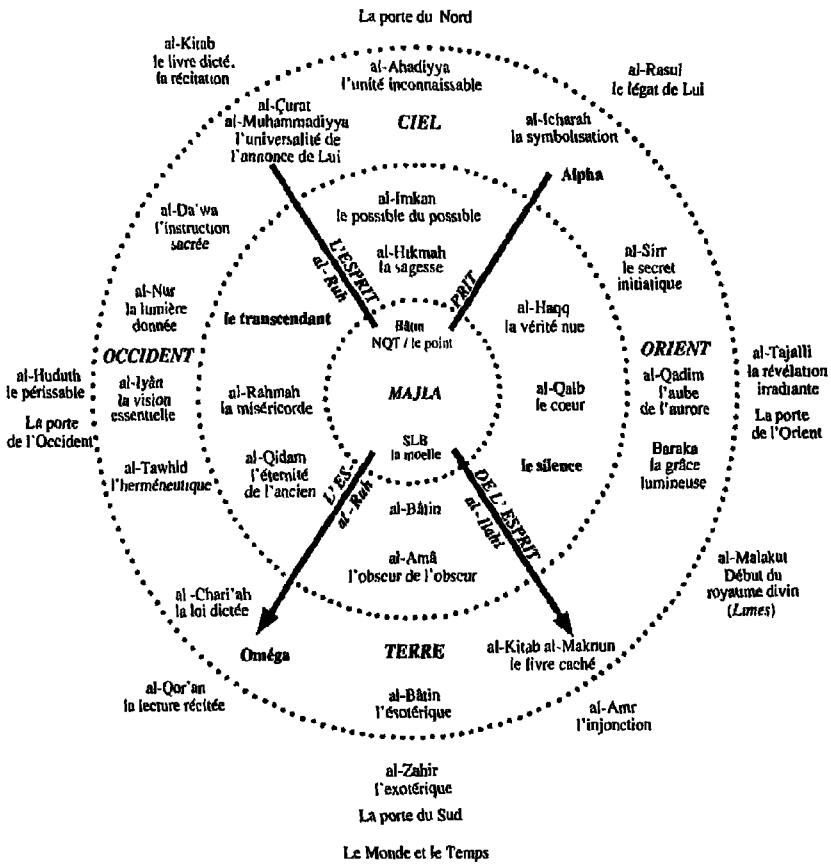 La porte du Nord
al-Kitab
le livre dicté,
la récitation
al-Ahadiyya
l'unité inconnaissable
al-Rasul
le légat de Lui
al-Çurat
al-Muhammadiyya
l'universalité de
l'annonce de Lui
CIEL
al-Icharah
la symbolisation
Alpha
al-Imkan
le possible du possible
al-Da'wa
l'instruction
sacrée
L'ESPRIT
al-Ruh
al-Hikmah
la sagesse
PRIT
al-Sirr
le secret
initiatique
al-Nur
la lumière
donnée
le transcendant
Bâtin
NQT / le point
al-Haqq
la vérité nue
OCCIDENT
ORIENT
al-Huduth
le périssable
al-Iyân
la vision
essentielle
al-Rahmah
la miséricorde
MAJLA
al-Qalb
le cœur
al-Qadim
l'aube
de l'aurore
al-Tajalli
la révélation
irradiante
La porte
de l'Occident
La porte
de l'Orient
al-Tawhid
l'herméneutique
al-Qidam
l'éternité
de l'ancien
SLB
la moelle
le silence
Baraka
la grâce
lumineuse
L'ES-
al-Ruh
al-Bâtin
DE L'ESPRIT
al-Ilahi
al-Amâ
l'obscur de l'obscur
al-Malakut
Début du
royaume divin
(Limes)
al-Chari'ah
la loi dictée
Oméga
TERRE
al-Kitab al-Maknun
le livre caché
al-Qor'an
la lecture récitée
al-Bâtin
l'ésotérique
al-Amr
l'injonction
al-Zahir
l'exotérique
La porte du Sud
Le Monde et le Temps